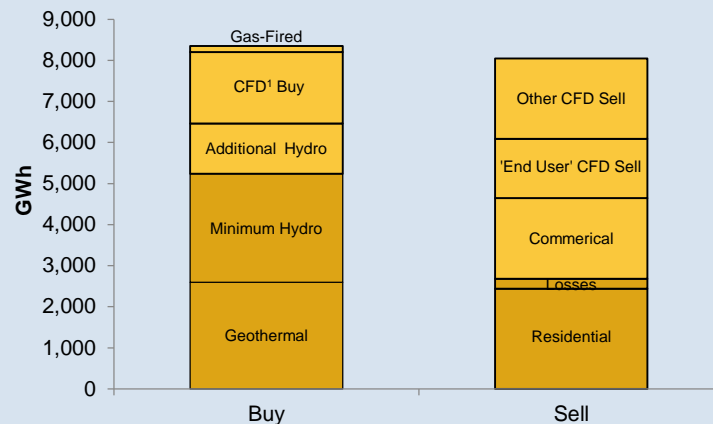 9,000
8,000
7,000
6,000
5,000
4,000
3,000
2,000
1,000
0
GWh
Gas-Fired
CFD¹ Buy
Additional Hydro
Minimum Hydro
Geothermal
Other CFD Sell
'End User' CFD Sell
Commerical
Losses
Residential
Buy
Sell